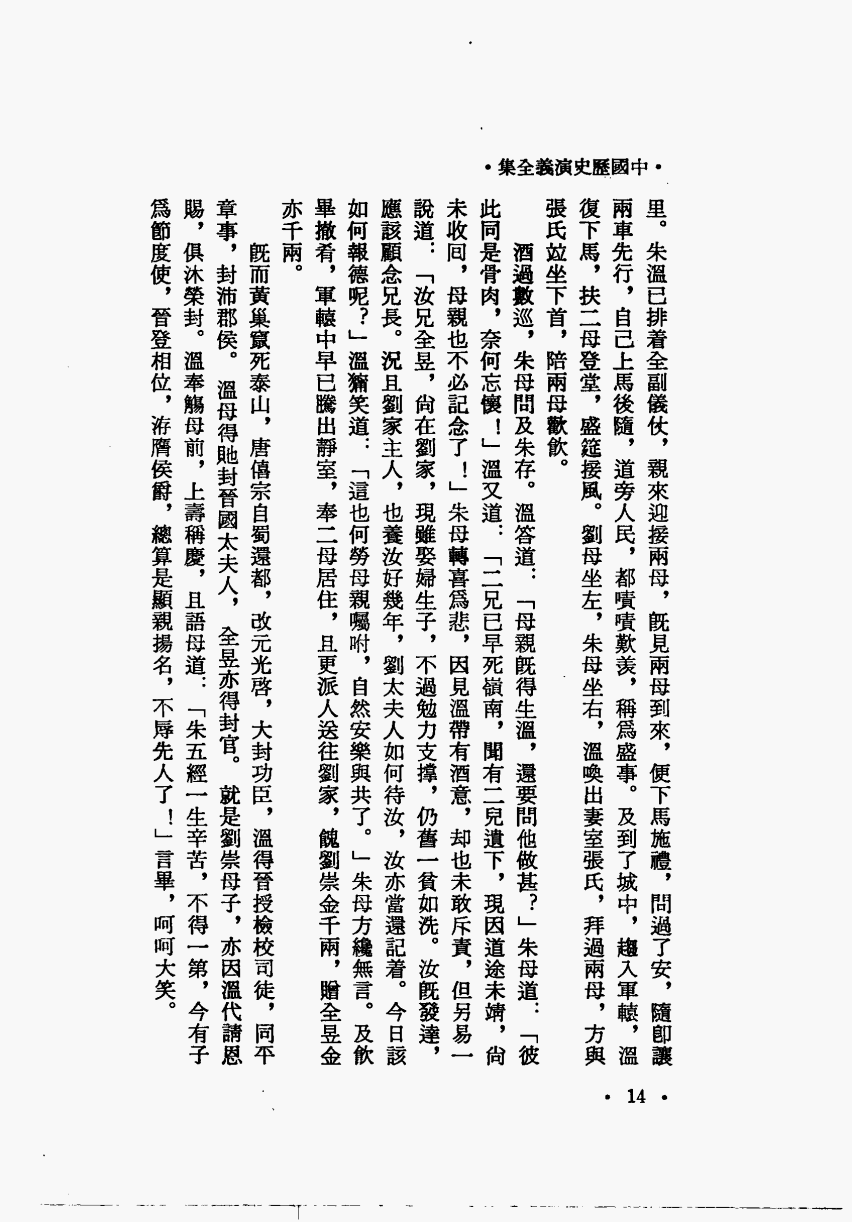 ·中國歷史演義全集·
里。朱溫已排着全副儀仗，親來迎接兩母，旣見兩母到來，便下馬施禮，問過了安，隨卽讓
兩車先行，自己上馬後隨，道旁人民，都嘖嘖歎羨，稱爲盛事。及到了城中，趨入軍轅，溫
復下馬，扶二母登堂，盛筵接風。劉母坐左，朱母坐右，溫喚出妻室張氏，拜過兩母，方與
張氏竝坐下首，陪兩母歡飮。
酒過數巡，朱母問及朱存。溫答道：「母親旣得生溫，還要問他做甚？」朱母道：「彼
此同是骨肉，奈何忘懷！」溫又道：「二兄已早死嶺南，聞有二兒遺下，現因道途未靖，尙
未收回，母親也不必記念了！」朱母轉喜爲悲，因見溫帶有酒意，却也未敢斥責，但另易一
說道：「汝兄全昱，尙在劉家，現雖娶婦生子，不過勉力支撐，仍舊一貧如洗。汝旣發達，
應該顧念兄長。況且劉家主人，也養汝好幾年，劉太夫人如何待汝，汝亦當還記着。今日該
如何報德呢？」溫獰笑道：「這也何勞母親囑咐，自然安樂與共了。」朱母方纔無言。及飮
畢撤肴，軍轅中早已騰出靜室，奉二母居住，且更派人送往劉家，餽劉崇金千兩，贈全昱金
亦千兩。
旣而黃巢竄死泰山，唐僖宗自蜀還都，改元光啓，大封功臣，溫得晉授檢校司徒，同平
章事，封沛郡侯。溫母得貤封晉國太夫人，全昱亦得封官。就是劉崇母子，亦因溫代請恩
賜，俱沐榮封。溫奉觴母前，上壽稱慶，且語母道：「朱五經一生辛苦，不得一第，今有子
爲節度使，晉登相位，洊膺侯爵，總算是顯親揚名，不辱先人了！」言畢，呵呵大笑。
· 14 ·